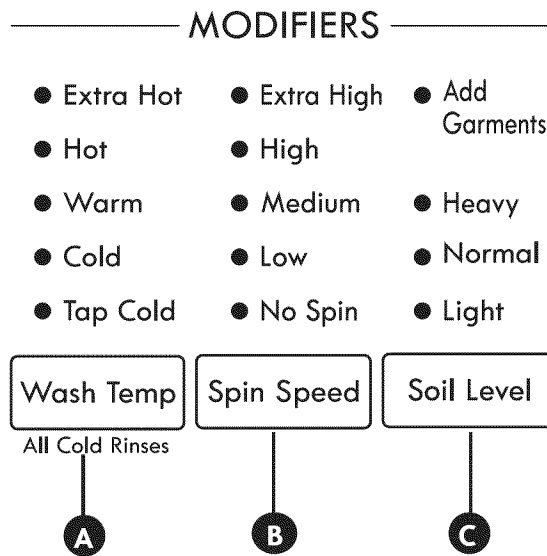 MODIFIERS
Extra Hot
Hot
Warm
Cold
Tap Cold
Wash Temp
All Cold Rinses
A
Extra High
High
Medium
Low
No Spin
Spin Speed
B
Add
Garments
Heavy
Normal
Light
Soil Level
C